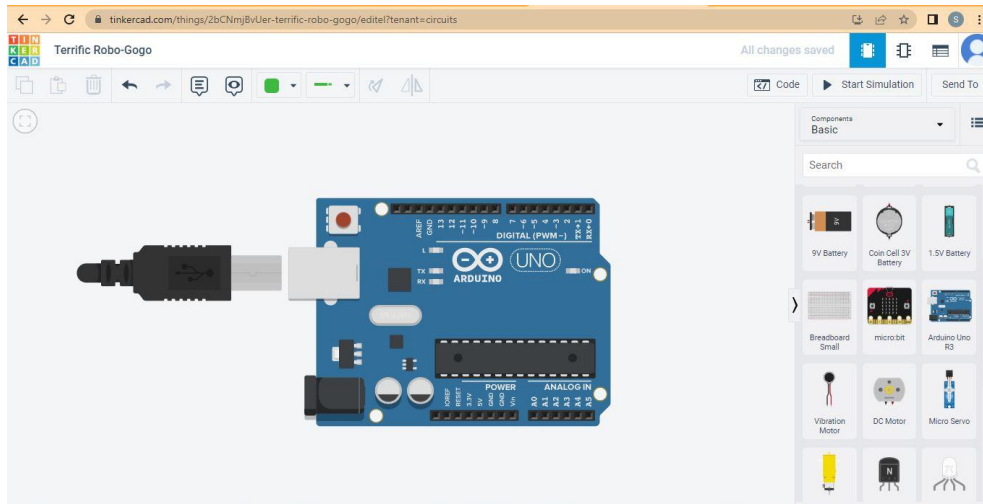 tinkercad.com/things/2bCNmjBvUer-terrific-robo-gogo/editel?tenant=circuits
S
TIN
KER
CAD
Terrific Robo-Gogo
All changes saved
Code
Start Simulation
Send To
Components
Basic
Search
9V
9V Battery
Coin Cell 3V
Battery
1.5V Battery
Breadboard
Small
micro:bit
Arduino Uno
R3
Vibration
Motor
DC Motor
Micro Servo
N
AREF
GND
13
12
~11
~10
~9
8
7
~6
~5
4
~3
2
TX→1
RX←0
DIGITAL (PWM~)
L
TX
RX
ARDUINO
UNO
ON
POWER
ANALOG IN
IOREF
RESET
3.3V
5V
GND
GND
Vin
A0
A1
A2
A3
A4
A5